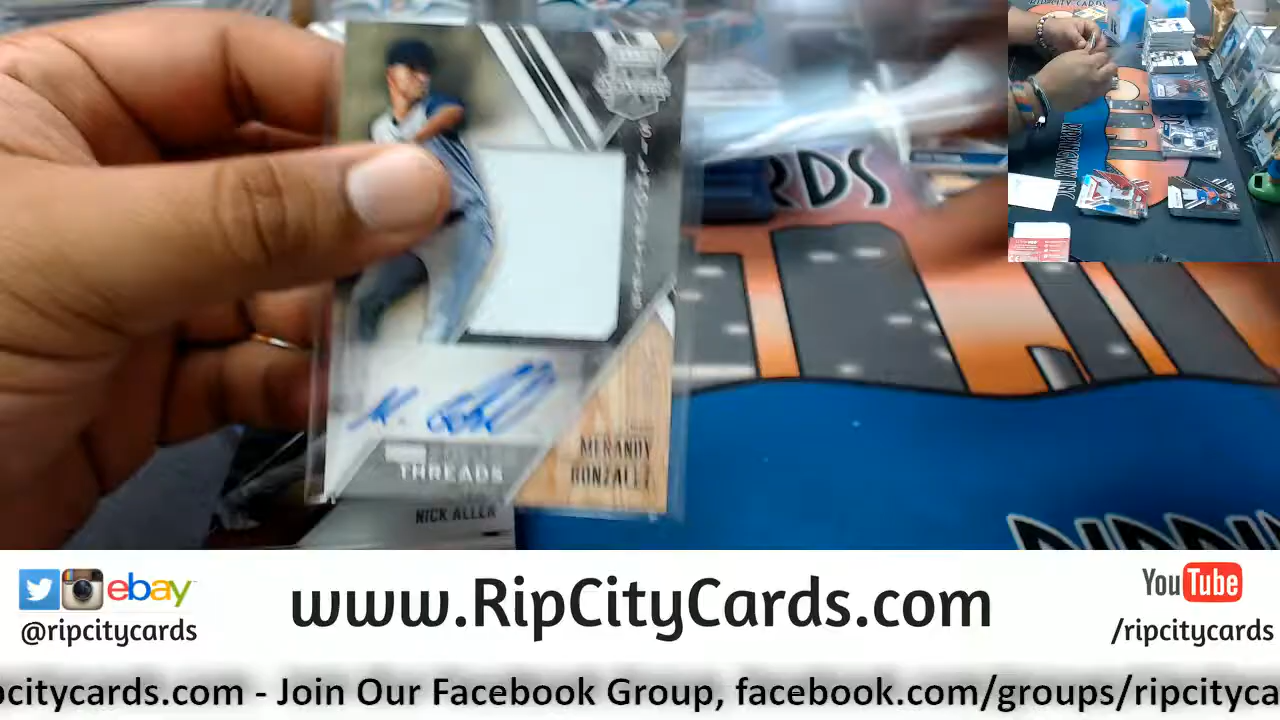 RDS
THREADS
MERANDY
GONZALEZ
NICK ALLEN
ebay
@ripcitycards
www.RipCityCards.com
YouTube
/ripcitycards
pcitycards.com - Join Our Facebook Group, facebook.com/groups/ripcityca